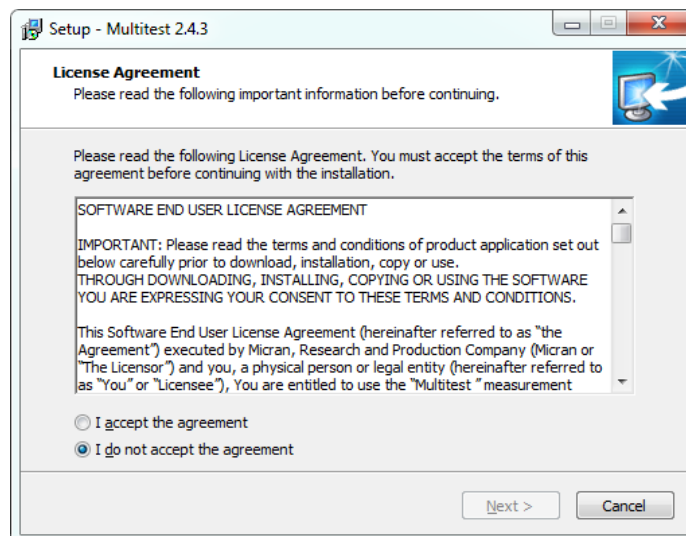 Setup - Multitest 2.4.3
License Agreement
Please read the following important information before continuing.
Please read the following License Agreement. You must accept the terms of this
agreement before continuing with the installation.
SOFTWARE END USER LICENSE AGREEMENT
IMPORTANT: Please read the terms and conditions of product application set out
below carefully prior to download, installation, copy or use.
THROUGH DOWNLOADING, INSTALLING, COPYING OR USING THE SOFTWARE
YOU ARE EXPRESSING YOUR CONSENT TO THESE TERMS AND CONDITIONS.
This Software End User License Agreement (hereinafter referred to as “the
Agreement”) executed by Micran, Research and Production Company (Micran or
“The Licensor”) and you, a physical person or legal entity (hereinafter referred to
as “You” or “Licensee”), You are entitled to use the “Multitest ” measurement
I accept the agreement
I do not accept the agreement
Next >
Cancel